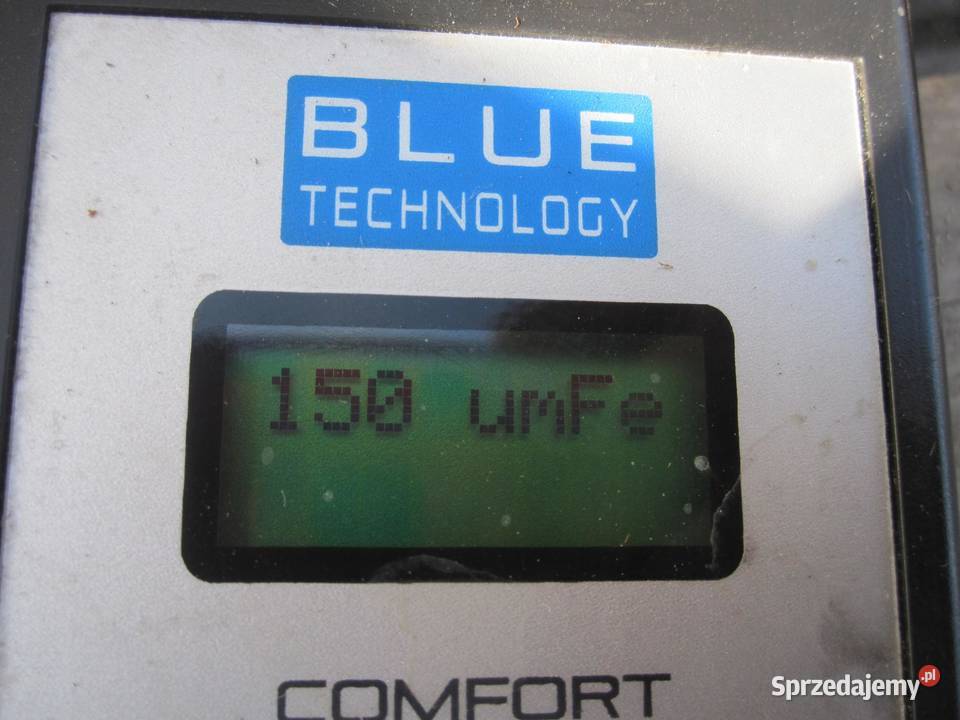 BLUE
TECHNOLOGY
150 umFe
COMFORT
Sprzedajemy.pl